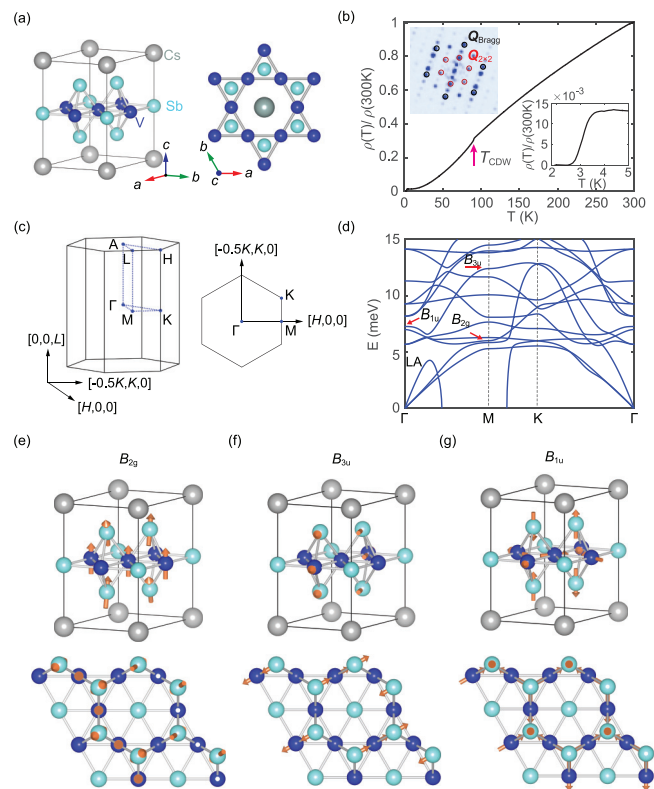 (a)
Cs
Sb
V
c
b
a
b
c
a
(b)
ρ(T)/ ρ(300K)
1
0.8
0.6
0.4
0.2
0
0 50 100 150 200 250 300
T (K)
Q_Bragg
Q_2×2
T_CDW
ρ(T)/ ρ(300K)
×10⁻³
15
10
5
0
2 3 4 5
T (K)
(c)
A
L
H
Γ
M
K
[0,0,L]
[-0.5K,K,0]
[H,0,0]
[-0.5K,K,0]
K
Γ
M
[H,0,0]
(d)
E (meV)
15
10
5
0
B_3u
B_1u
B_2g
LA
Γ M K Γ
(e)
B_2g
(f)
B_3u
(g)
B_1u